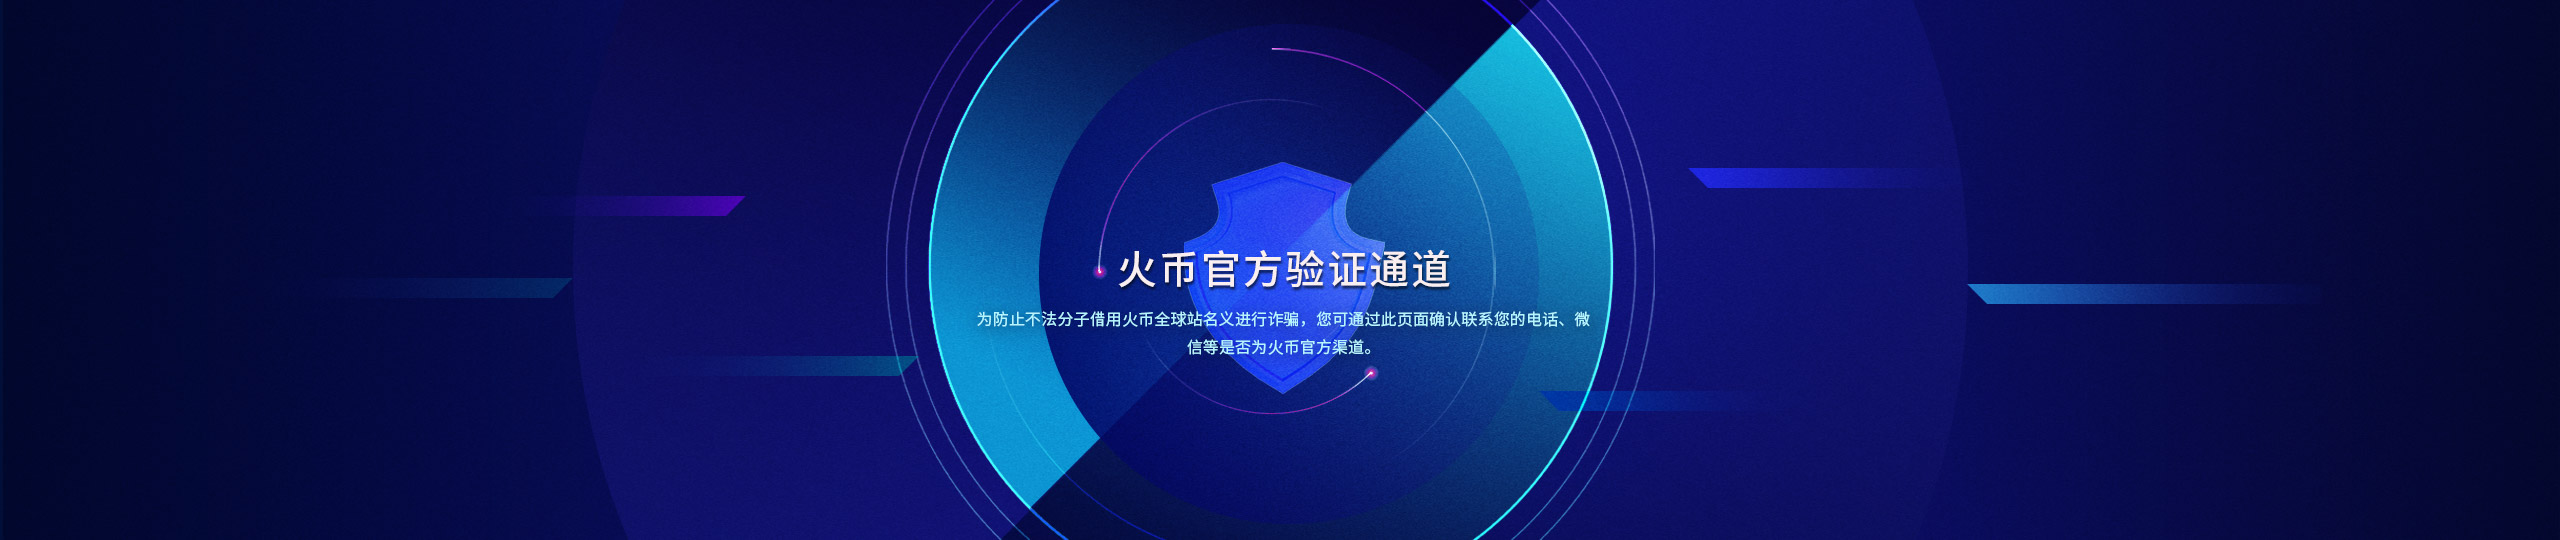 火币官方验证通道
为防止不法分子借用火币全球站名义进行诈骗，您可通过此页面确认联系您的电话、微
信等是否为火币官方渠道。